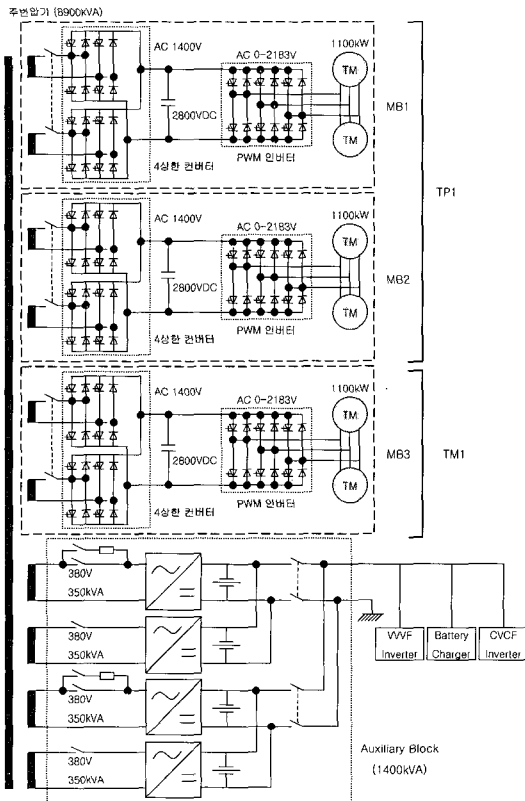 주변압기 (8900kVA)
AC 1400V
AC 0-2183V
1100kW
TM
2800VDC
TM
4상한 컨버터
PWM 인버터
MB1
AC 1400V
AC 0-2183V
1100kW
TM
2800VDC
TM
4상한 컨버터
PWM 인버터
MB2
TP1
AC 1400V
AC 0-2183V
1100kW
TM
2800VDC
TM
4상한 컨버터
PWM 인버터
MB3
TM1
380V
350kVA
380V
350kVA
380V
350kVA
380V
350kVA
VVVF Inverter
Battery Charger
CVCF Inverter
Auxiliary Block
(1400kVA)